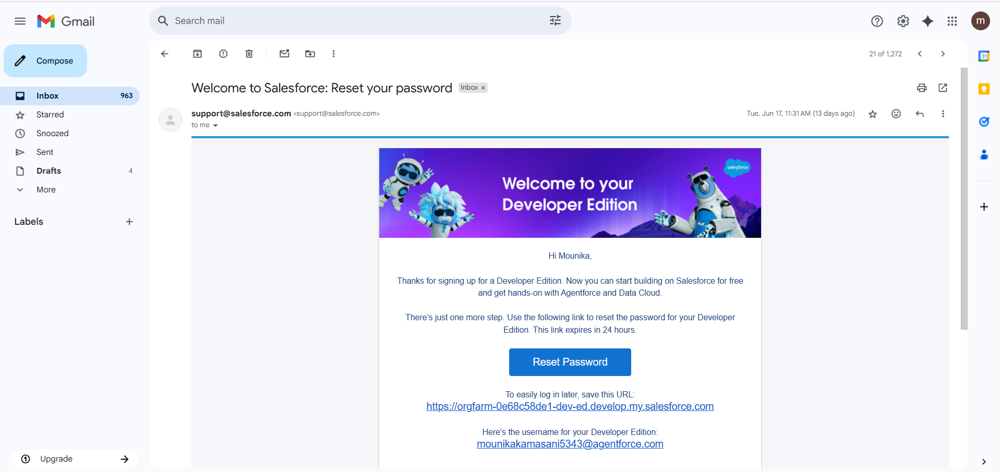 Gmail
Search mail
m
Compose
21 of 1,272
31
Inbox 963
Starred
Snoozed
Sent
Drafts 4
More
Labels
Upgrade
Welcome to Salesforce: Reset your password Inbox ×
support@salesforce.com <support@salesforce.com>
Tue, Jun 17, 11:31 AM (13 days ago)
to me
salesforce
Welcome to your
Developer Edition
Hi Mounika,
Thanks for signing up for a Developer Edition. Now you can start building on Salesforce for free
and get hands-on with Agentforce and Data Cloud.
There’s just one more step. Use the following link to reset the password for your Developer
Edition. This link expires in 24 hours.
Reset Password
To easily log in later, save this URL:
https://orgfarm-0e68c58de1-dev-ed.develop.my.salesforce.com
Here’s the username for your Developer Edition:
mounikakamasani5343@agentforce.com